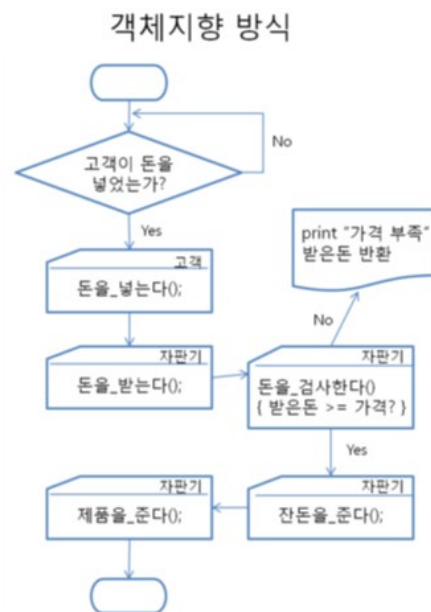 객체지향 방식
No
고객이 돈을
넣었는가?
Yes
고객
돈을_넣는다();
print "가격 부족"
받은돈 반환
No
자판기
돈을_받는다();
자판기
돈을_검사한다()
{ 받은돈 >= 가격? }
Yes
자판기
제품을_준다();
자판기
잔돈을_준다();